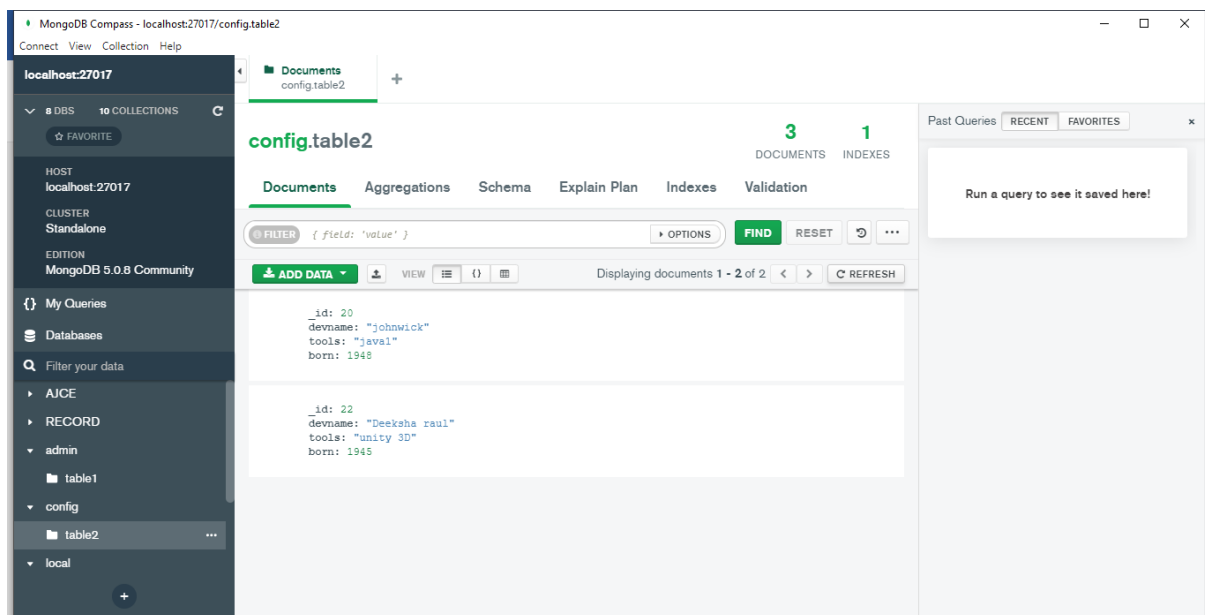 MongoDB Compass - localhost:27017/config.table2
Connect View Collection Help
localhost:27017
8 DBS 10 COLLECTIONS
FAVORITE
HOST
localhost:27017
CLUSTER
Standalone
EDITION
MongoDB 5.0.8 Community
{} My Queries
Databases
Filter your data
AJCE
RECORD
admin
table1
config
table2
local
+
Documents
config.table2
+
config.table2
3 DOCUMENTS
1 INDEXES
Documents Aggregations Schema Explain Plan Indexes Validation
FILTER { field: 'value' } OPTIONS FIND RESET
ADD DATA VIEW {} Displaying documents 1 - 2 of 2 < > REFRESH
_id: 20
devname: "johnwick"
tools: "java1"
born: 1948
_id: 22
devname: "Deeksha raul"
tools: "unity 3D"
born: 1945
Past Queries RECENT FAVORITES ×
Run a query to see it saved here!